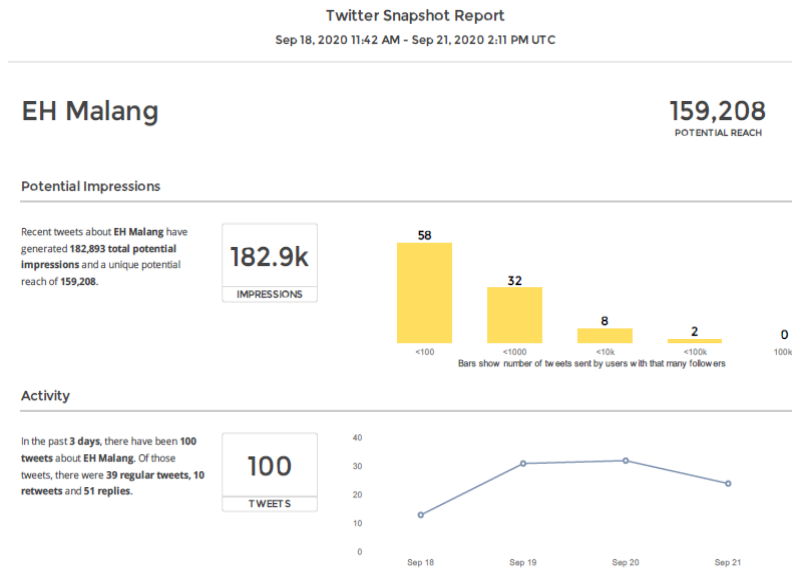 Twitter Snapshot Report
Sep 18, 2020 11:42 AM - Sep 21, 2020 2:11 PM UTC
EH Malang
159,208
POTENTIAL REACH
Potential Impressions
Recent tweets about EH Malang have
generated 182,893 total potential
impressions and a unique potential
reach of 159,208.
182.9k
IMPRESSIONS
58
32
8
2
0
<100
<1000
<10k
<100k
100k
Bars show number of tweets sent by users with that many followers
Activity
In the past 3 days, there have been 100
tweets about EH Malang. Of those
tweets, there were 39 regular tweets, 10
retweets and 51 replies.
100
TWEETS
40
30
20
10
0
Sep 18
Sep 19
Sep 20
Sep 21